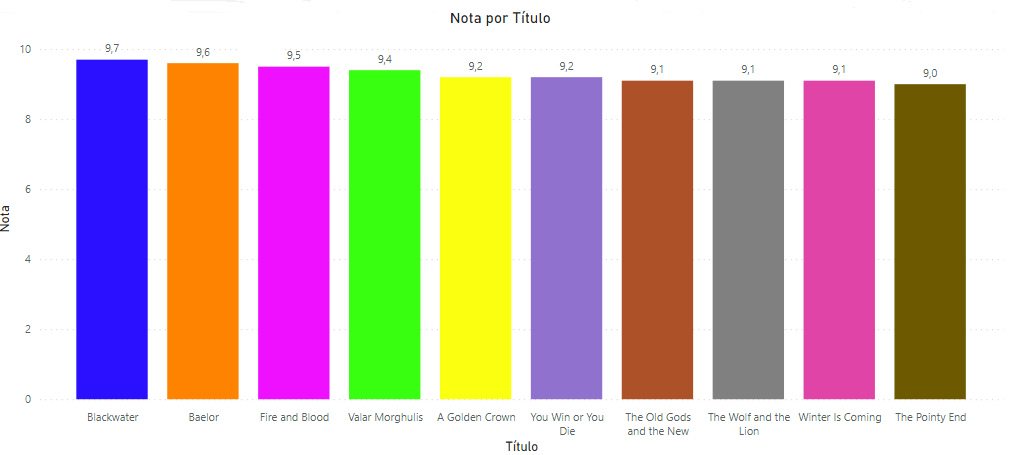 Nota por Título
Nota
10
8
6
4
2
0
9,7
9,6
9,5
9,4
9,2
9,2
9,1
9,1
9,1
9,0
Blackwater
Baelor
Fire and Blood
Valar Morghulis
A Golden Crown
You Win or You
Die
The Old Gods
and the New
The Wolf and the
Lion
Winter Is Coming
The Pointy End
Título